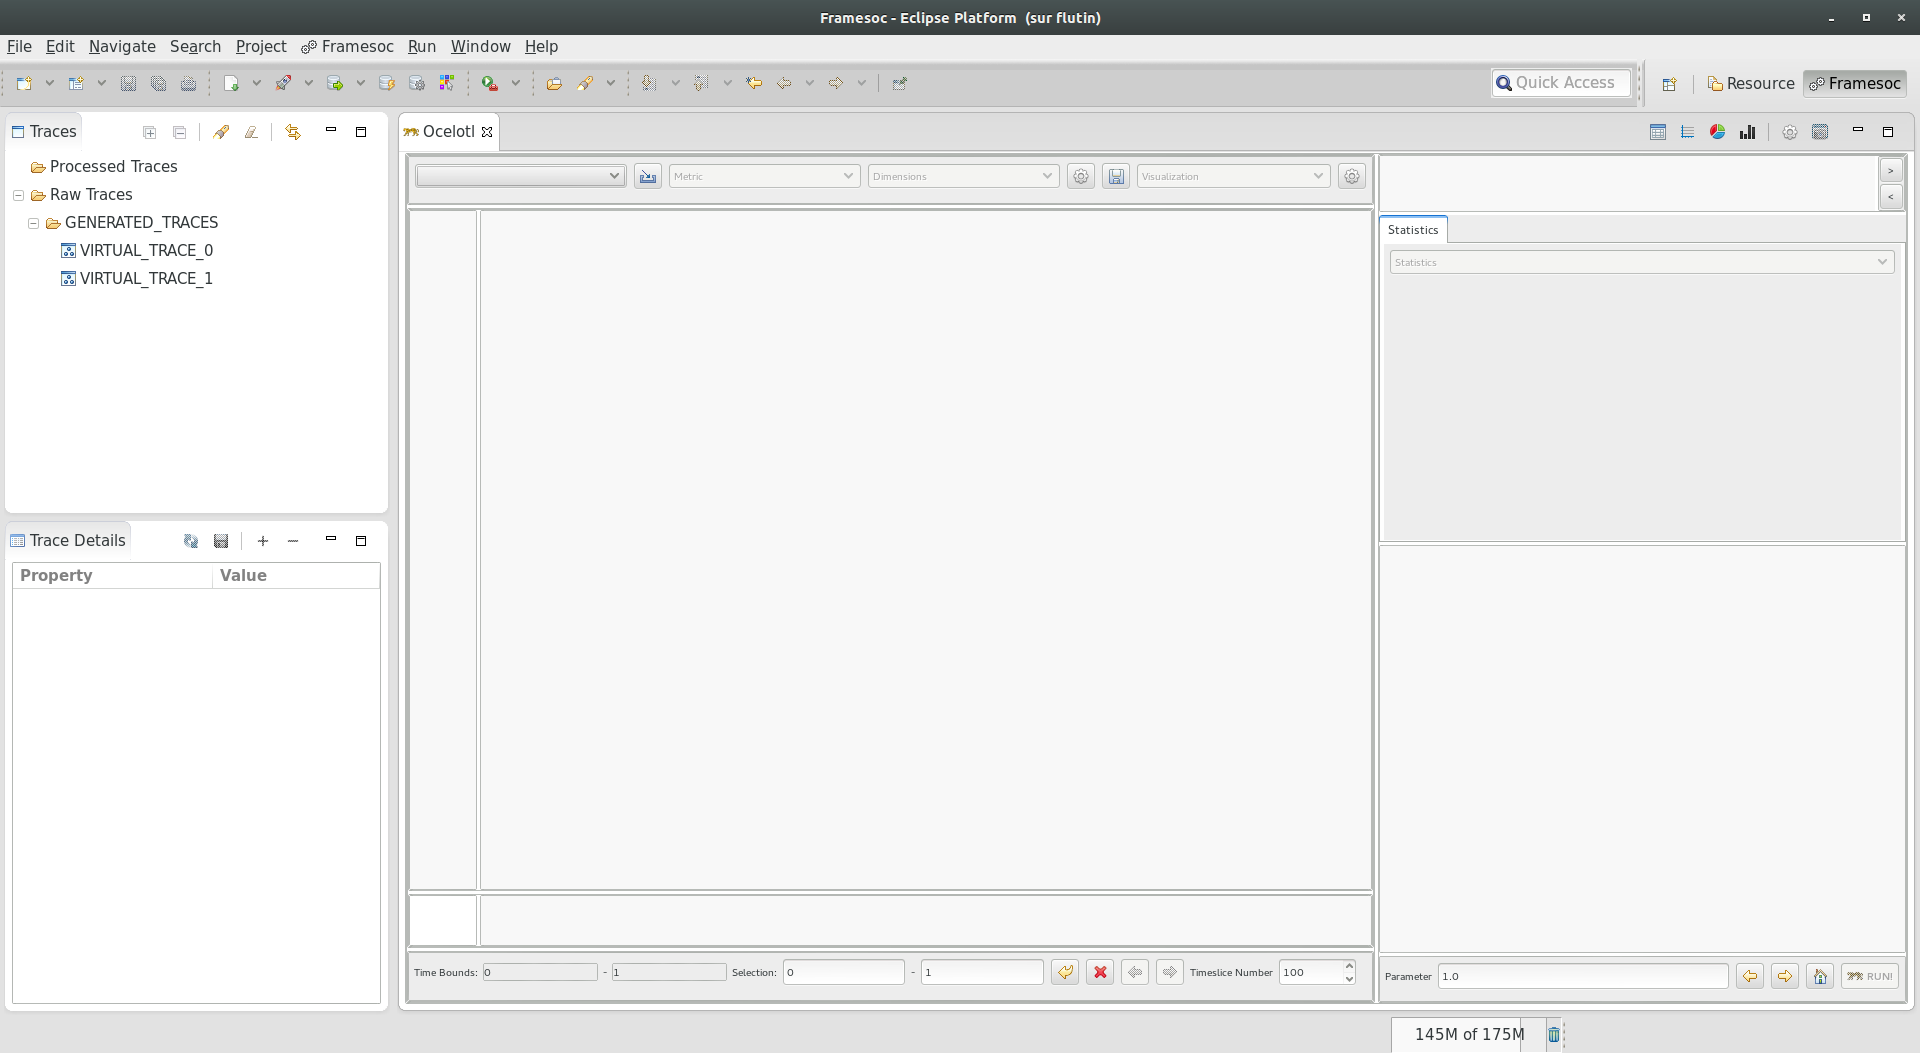 Framesoc - Eclipse Platform (sur flutin)
File Edit Navigate Search Project Framesoc Run Window Help
Quick Access
Resource
Framesoc
Traces
Processed Traces
Raw Traces
GENERATED_TRACES
VIRTUAL_TRACE_0
VIRTUAL_TRACE_1
Trace Details
Property Value
Ocelotl
Metric
Dimensions
Visualization
>
<
Statistics
Statistics
Time Bounds: 0 - 1 Selection: 0 - 1 Timeslice Number 100
Parameter 1.0 RUN!
145M of 175M